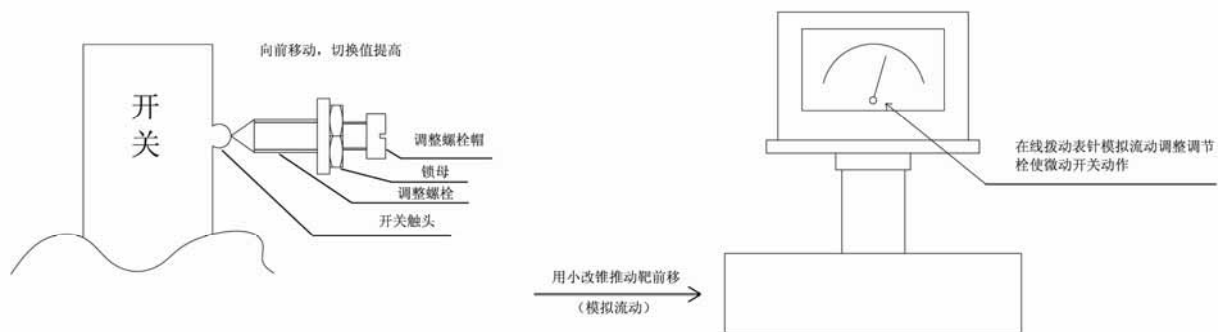 向前移动，切换值提高
开
关
调整螺栓帽
锁母
调整螺栓
开关触头
在线拨动表针模拟流动调整调节
栓使微动开关动作
用小改锥推动靶前移
（模拟流动）